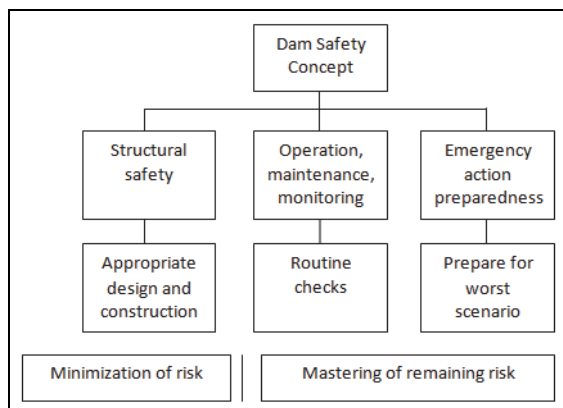 Dam Safety
Concept
Structural
safety
Operation,
maintenance,
monitoring
Emergency
action
preparedness
Appropriate
design and
construction
Routine
checks
Prepare for
worst
scenario
Minimization of risk
Mastering of remaining risk